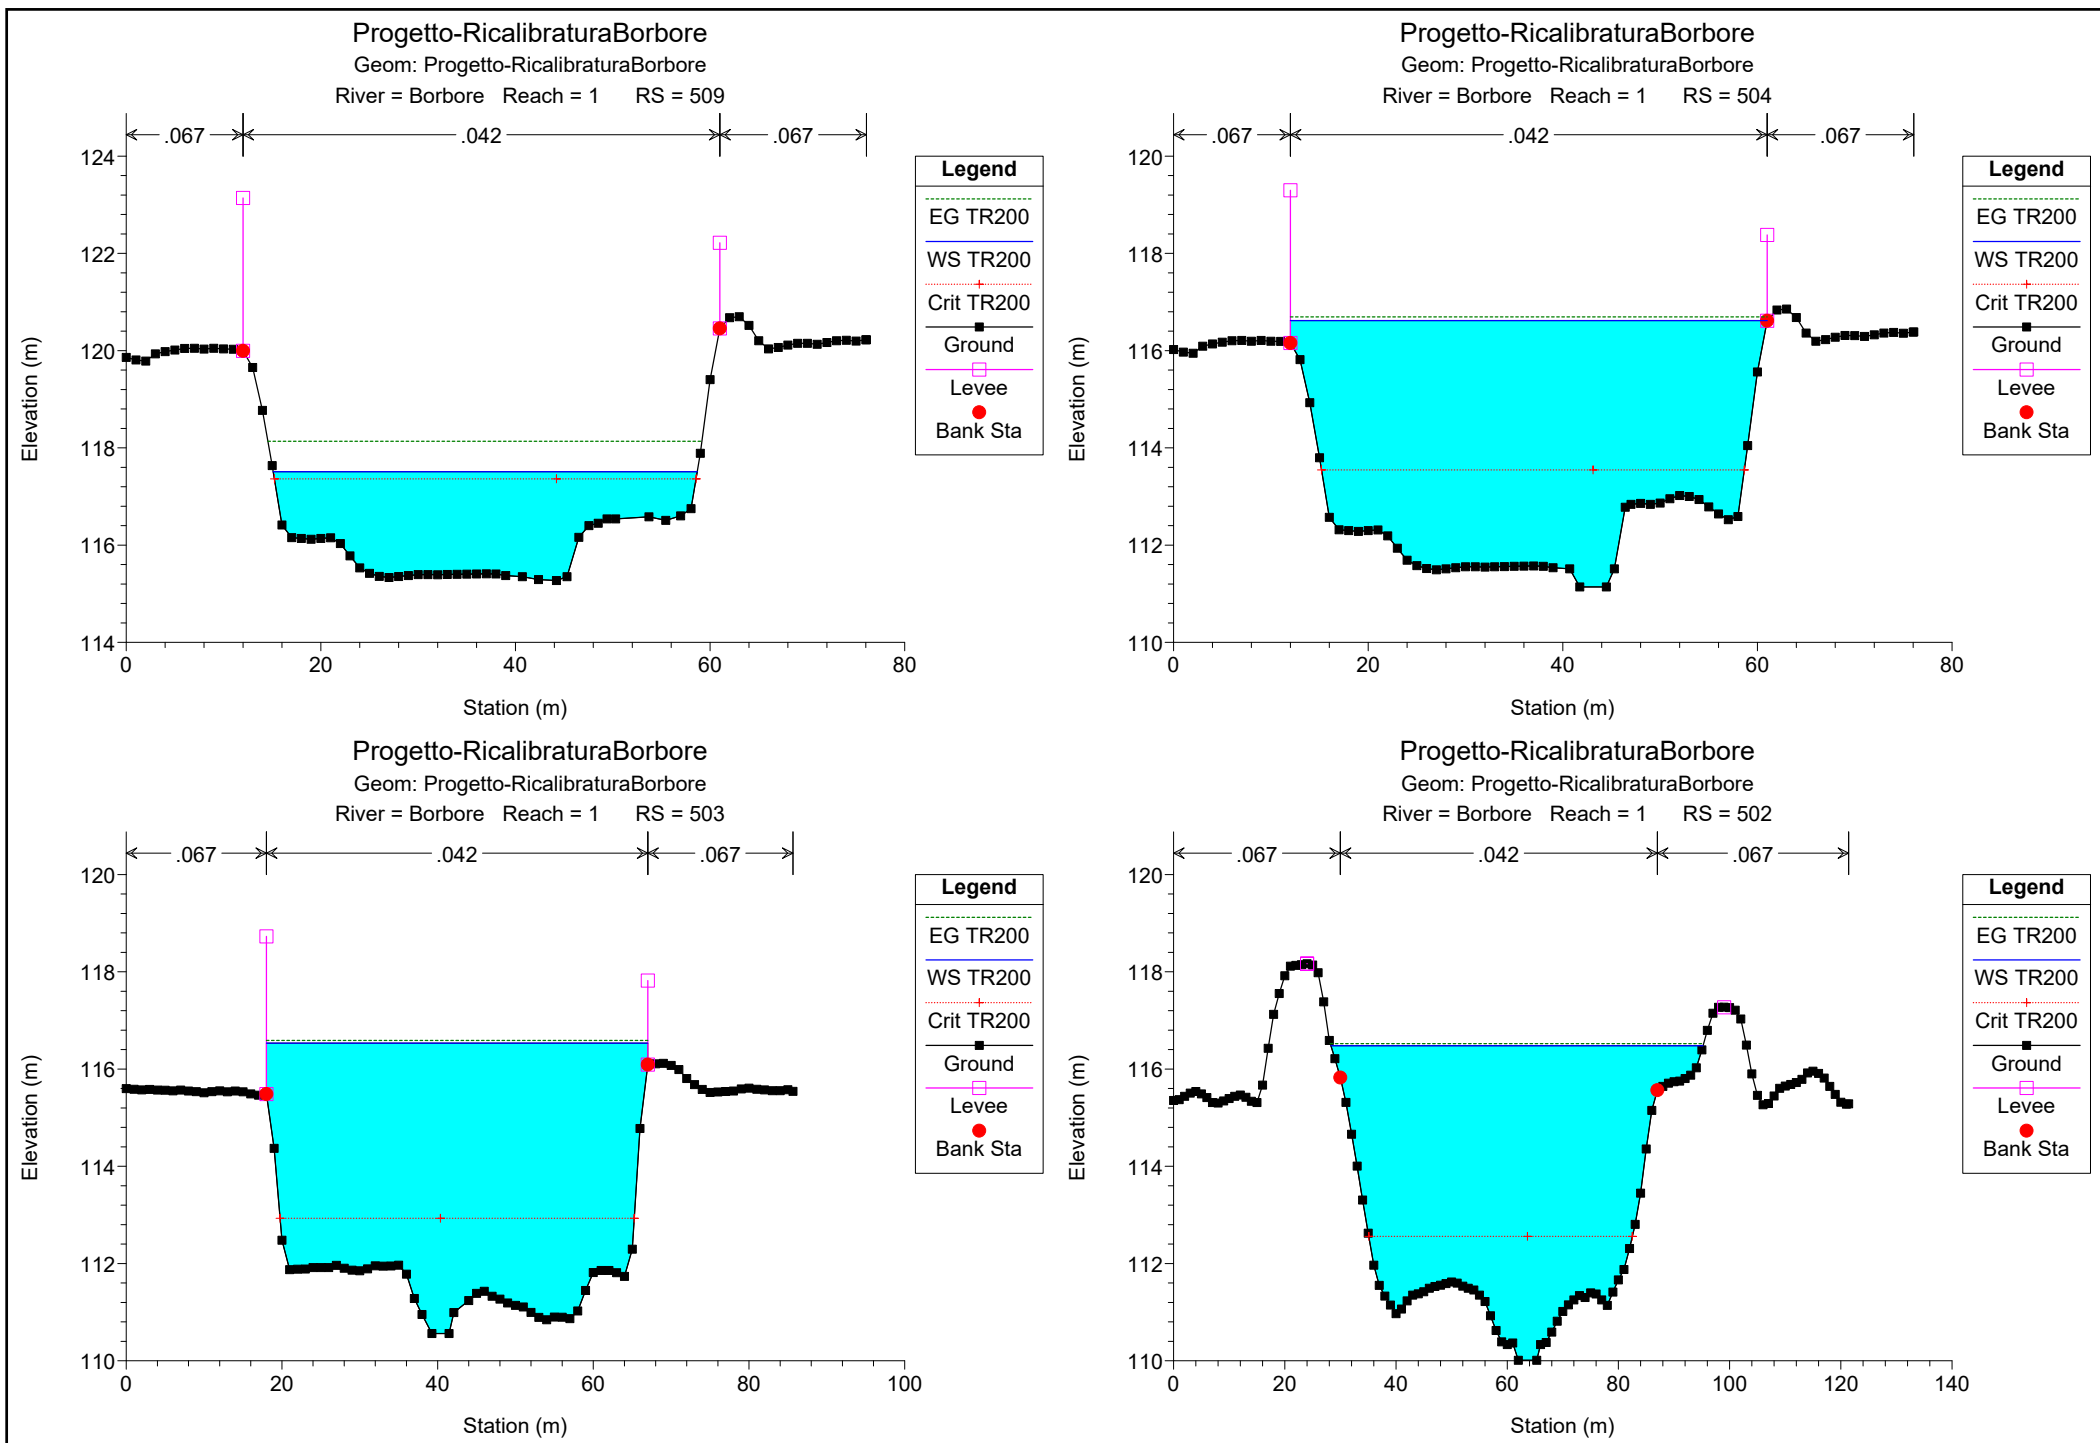 Progetto-RicalibraturaBorbore
Geom: Progetto-RicalibraturaBorbore
River = Borbore Reach = 1 RS = 509
.067 .042 .067
124
122
120
118
116
114
0 20 40 60 80
Station (m)
Elevation (m)
Legend
EG TR200
WS TR200
Crit TR200
Ground
Levee
Bank Sta
Progetto-RicalibraturaBorbore
Geom: Progetto-RicalibraturaBorbore
River = Borbore Reach = 1 RS = 504
.067 .042 .067
120
118
116
114
112
110
0 20 40 60 80
Station (m)
Elevation (m)
Legend
EG TR200
WS TR200
Crit TR200
Ground
Levee
Bank Sta
Progetto-RicalibraturaBorbore
Geom: Progetto-RicalibraturaBorbore
River = Borbore Reach = 1 RS = 503
.067 .042 .067
120
118
116
114
112
110
0 20 40 60 80 100
Station (m)
Elevation (m)
Legend
EG TR200
WS TR200
Crit TR200
Ground
Levee
Bank Sta
Progetto-RicalibraturaBorbore
Geom: Progetto-RicalibraturaBorbore
River = Borbore Reach = 1 RS = 502
.067 .042 .067
120
118
116
114
112
110
0 20 40 60 80 100 120 140
Station (m)
Elevation (m)
Legend
EG TR200
WS TR200
Crit TR200
Ground
Levee
Bank Sta